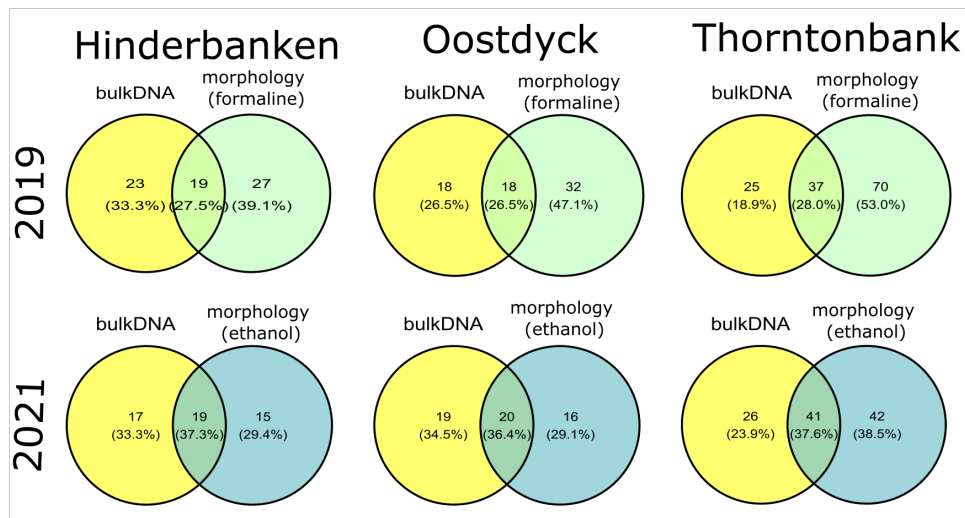 Hinderbanken
Oostdyck
Thorntonbank
2019
bulkDNA
morphology
(formaline)
23
(33.3%)
19
(27.5%)
27
(39.1%)
bulkDNA
morphology
(formaline)
18
(26.5%)
18
(26.5%)
32
(47.1%)
bulkDNA
morphology
(formaline)
25
(18.9%)
37
(28.0%)
70
(53.0%)
2021
bulkDNA
morphology
(ethanol)
17
(33.3%)
19
(37.3%)
15
(29.4%)
bulkDNA
morphology
(ethanol)
19
(34.5%)
20
(36.4%)
16
(29.1%)
bulkDNA
morphology
(ethanol)
26
(23.9%)
41
(37.6%)
42
(38.5%)